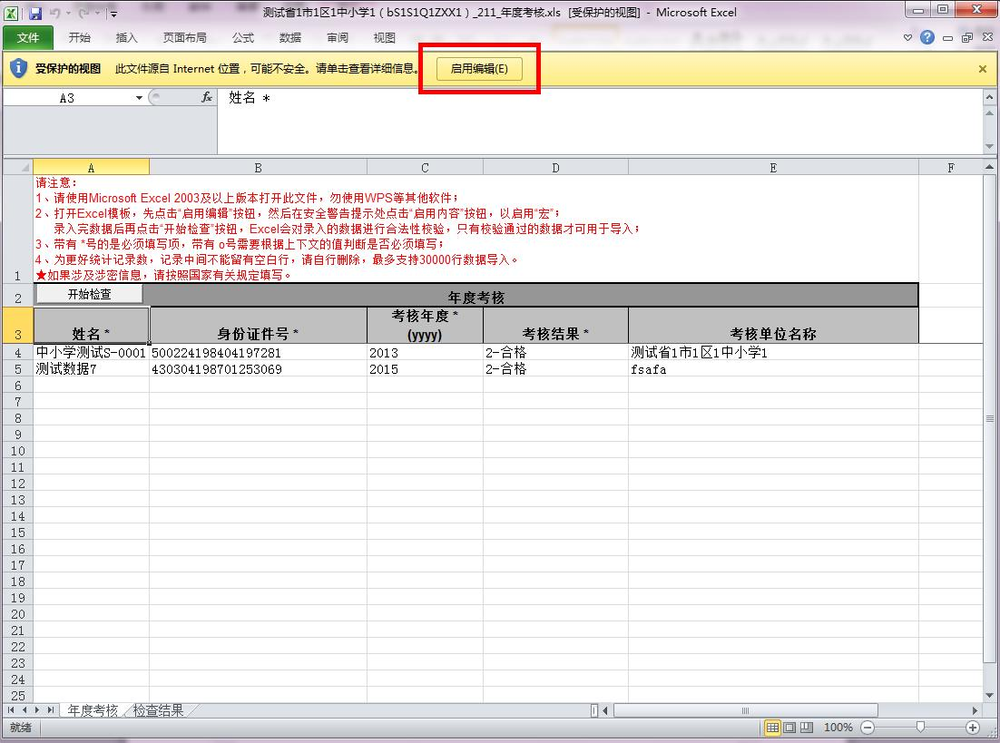 测试省1市1区1中小学1（bS1S1Q1ZXX1）_211_年度考核.xls [受保护的视图] - Microsoft Excel
文件 开始 插入 页面布局 公式 数据 审阅 视图
受保护的视图 此文件源自 Internet 位置，可能不安全。请单击查看详细信息。 启用编辑(E)
A3 fx 姓名 *
A B C D E F
请注意：
1、请使用Microsoft Excel 2003及以上版本打开此文件，勿使用WPS等其他软件；
2、打开Excel模板，先点击“启用编辑”按钮，然后在安全警告提示处点击“启用内容”按钮，以启用“宏”；
录入完数据后再点击“开始检查”按钮，Excel会对录入的数据进行合法性校验，只有校验通过的数据才可用于导入；
3、带有 *号的是必须填写项，带有 o号需要根据上下文的值判断是否必须填写；
4、为更好统计记录数，记录中间不能留有空白行，请自行删除，最多支持30000行数据导入。
1 ★如果涉及涉密信息，请按照国家有关规定填写。
2 开始检查 年度考核
3 姓名 * 身份证件号 * 考核年度 * (yyyy) 考核结果 * 考核单位名称
4 中小学测试S-0001 500224198404197281 2013 2-合格 测试省1市1区1中小学1
5 测试数据7 430304198701253069 2015 2-合格 fsafa
6
7
8
9
10
11
12
13
14
15
16
17
18
19
20
21
22
23
24
25
年度考核 检查结果
就绪 100%